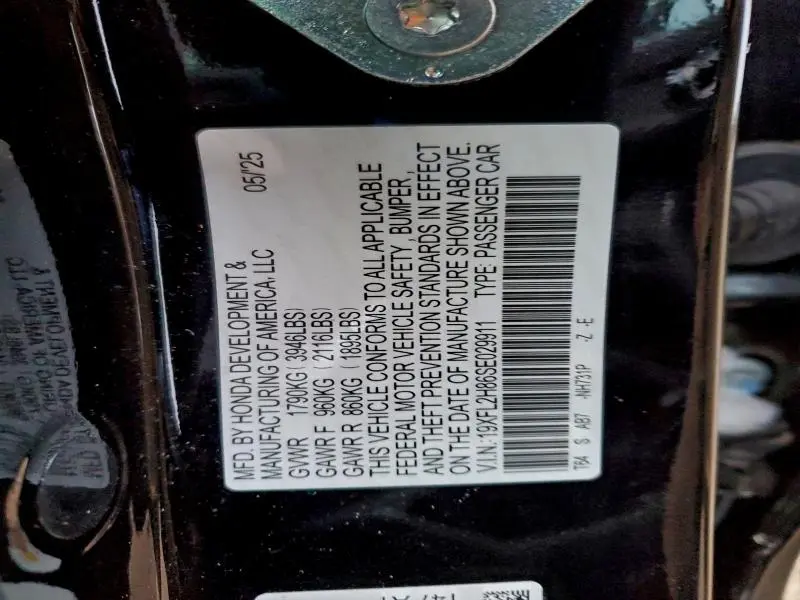 MFD. BY HONDA DEVELOPMENT &
MANUFACTURING OF AMERICA, LLC 05/'25
GVWR 1790KG (3946LBS)
GAWR F 960KG (2116LBS)
GAWR R 860KG (1895LBS)
THIS VEHICLE CONFORMS TO ALL APPLICABLE
FEDERAL MOTOR VEHICLE SAFETY, BUMPER,
AND THEFT PREVENTION STANDARDS IN EFFECT
ON THE DATE OF MANUFACTURE SHOWN ABOVE.
V.I.N.:19XFL2H86SE029911 TYPE: PASSENGER CAR
T64 S AB7 -NH731P -Z -E